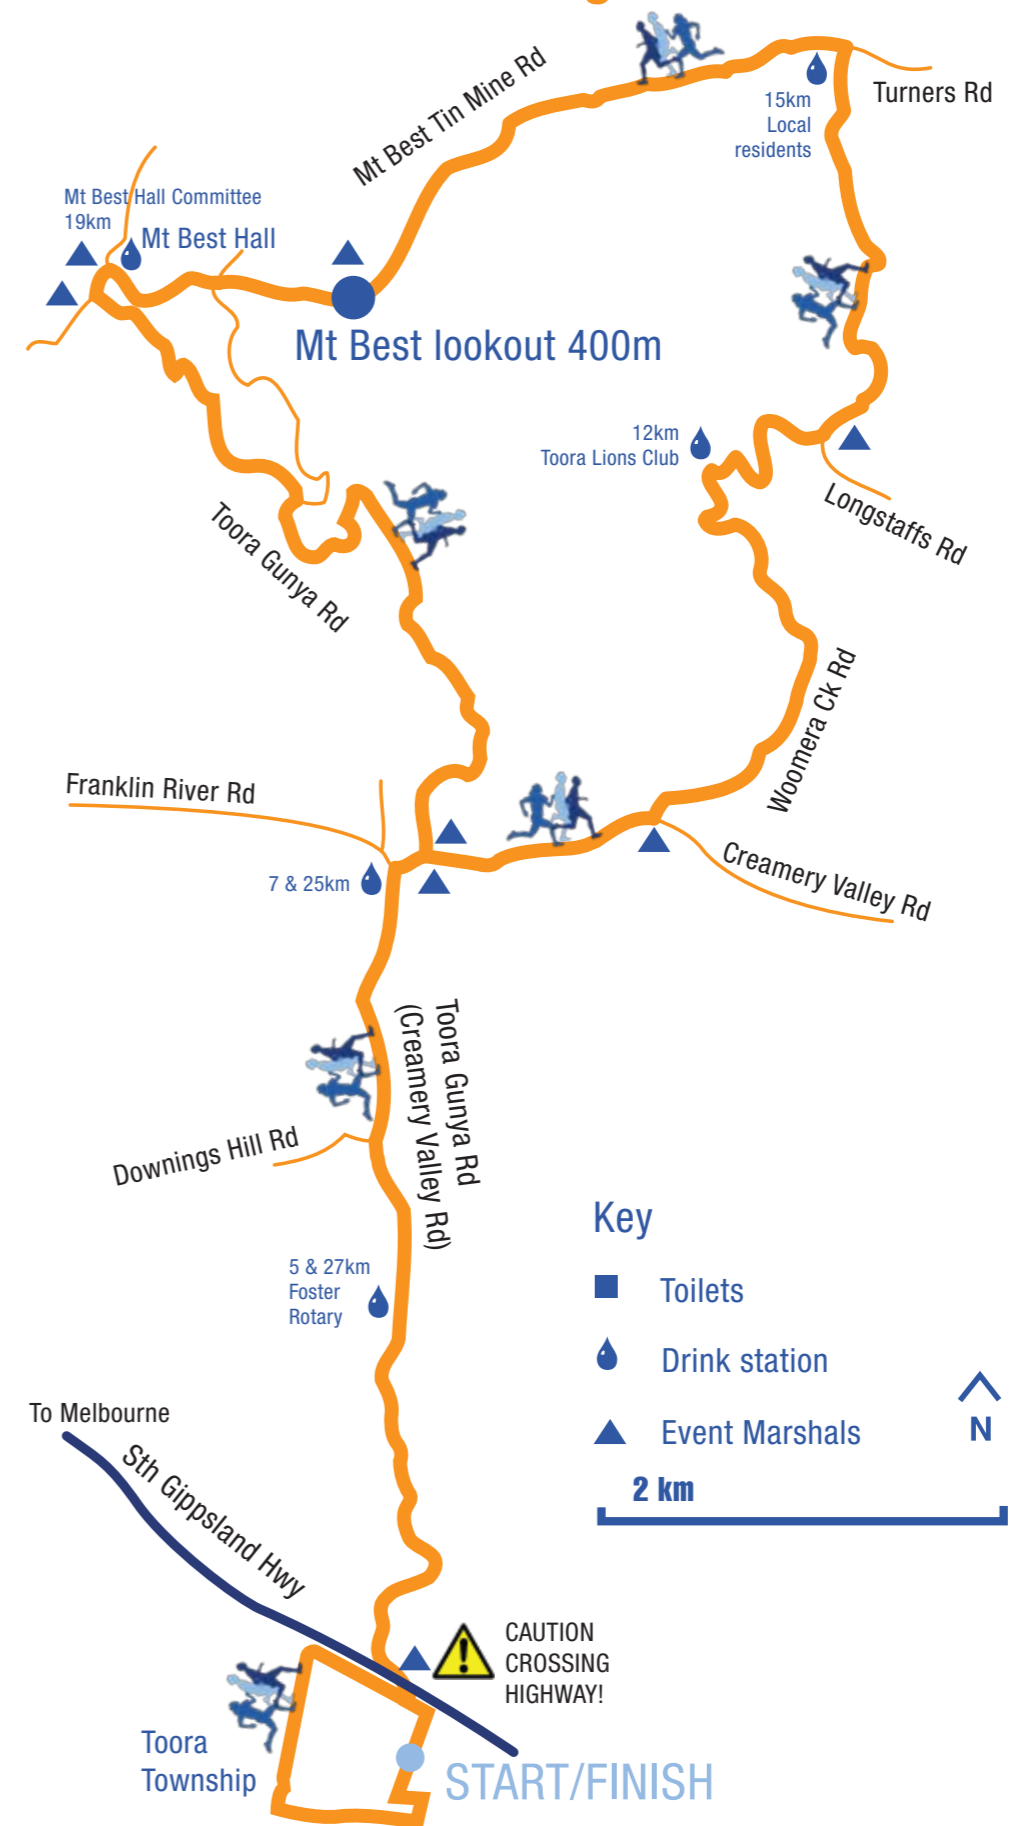 Mt Best Tin Mine Rd
Turners Rd
15km
Local
residents
Mt Best Hall Committee
19km
Mt Best Hall
Mt Best lookout 400m
12km
Toora Lions Club
Longstaffs Rd
Toora Gunya Rd
Woomera Ck Rd
Franklin River Rd
Creamery Valley Rd
7 & 25km
Toora Gunya Rd
(Creamery Valley Rd)
Downings Hill Rd
5 & 27km
Foster
Rotary
Key
Toilets
Drink station
Event Marshals
N
2 km
To Melbourne
Sth Gippsland Hwy
CAUTION
CROSSING
HIGHWAY!
!
Toora
Township
START/FINISH